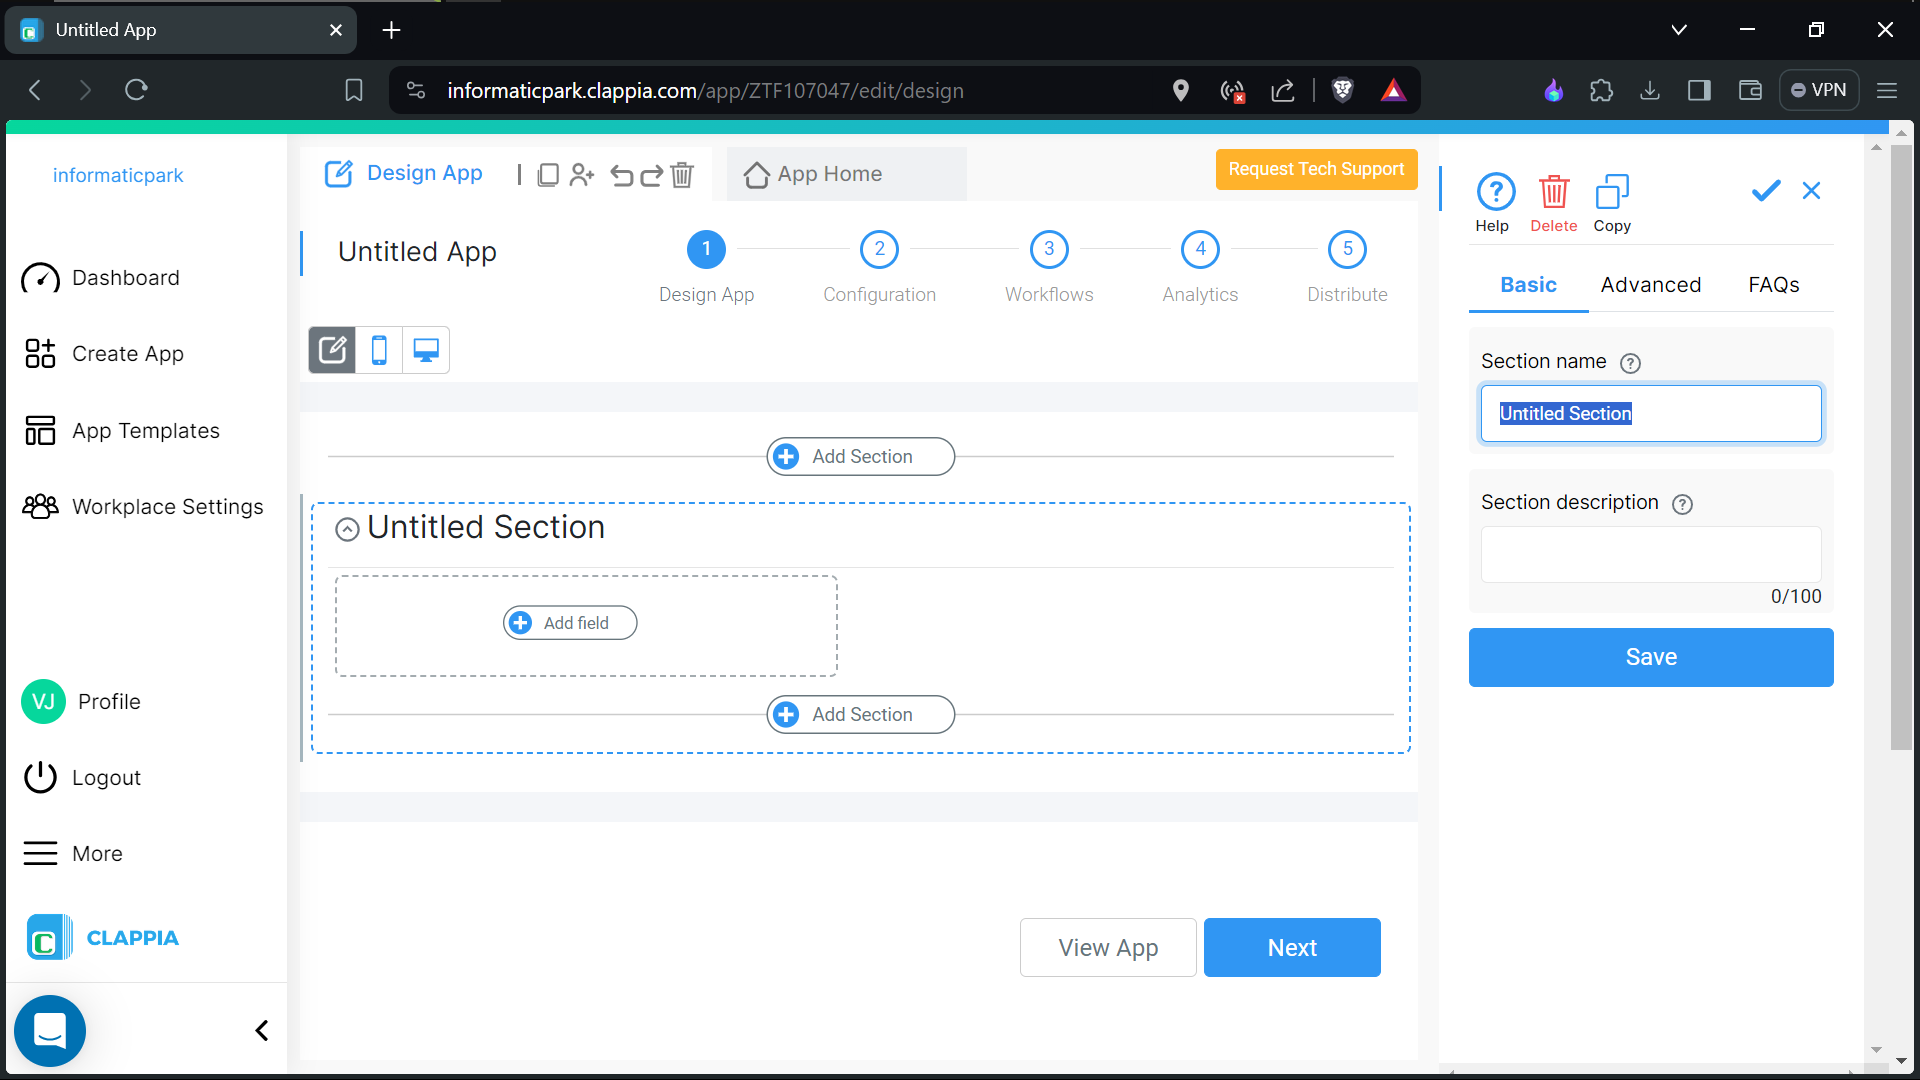 Untitled App
informaticpark.clappia.com/app/ZTF107047/edit/design
VPN
informaticpark
Dashboard
Create App
App Templates
Workplace Settings
Profile
VJ
Logout
More
CLAPPIA
Design App
App Home
Request Tech Support
Untitled App
1
2
3
4
5
Design App
Configuration
Workflows
Analytics
Distribute
Add Section
Untitled Section
Add field
Add Section
View App
Next
Help
Delete
Copy
Basic
Advanced
FAQs
Section name
Untitled Section
Section description
0/100
Save